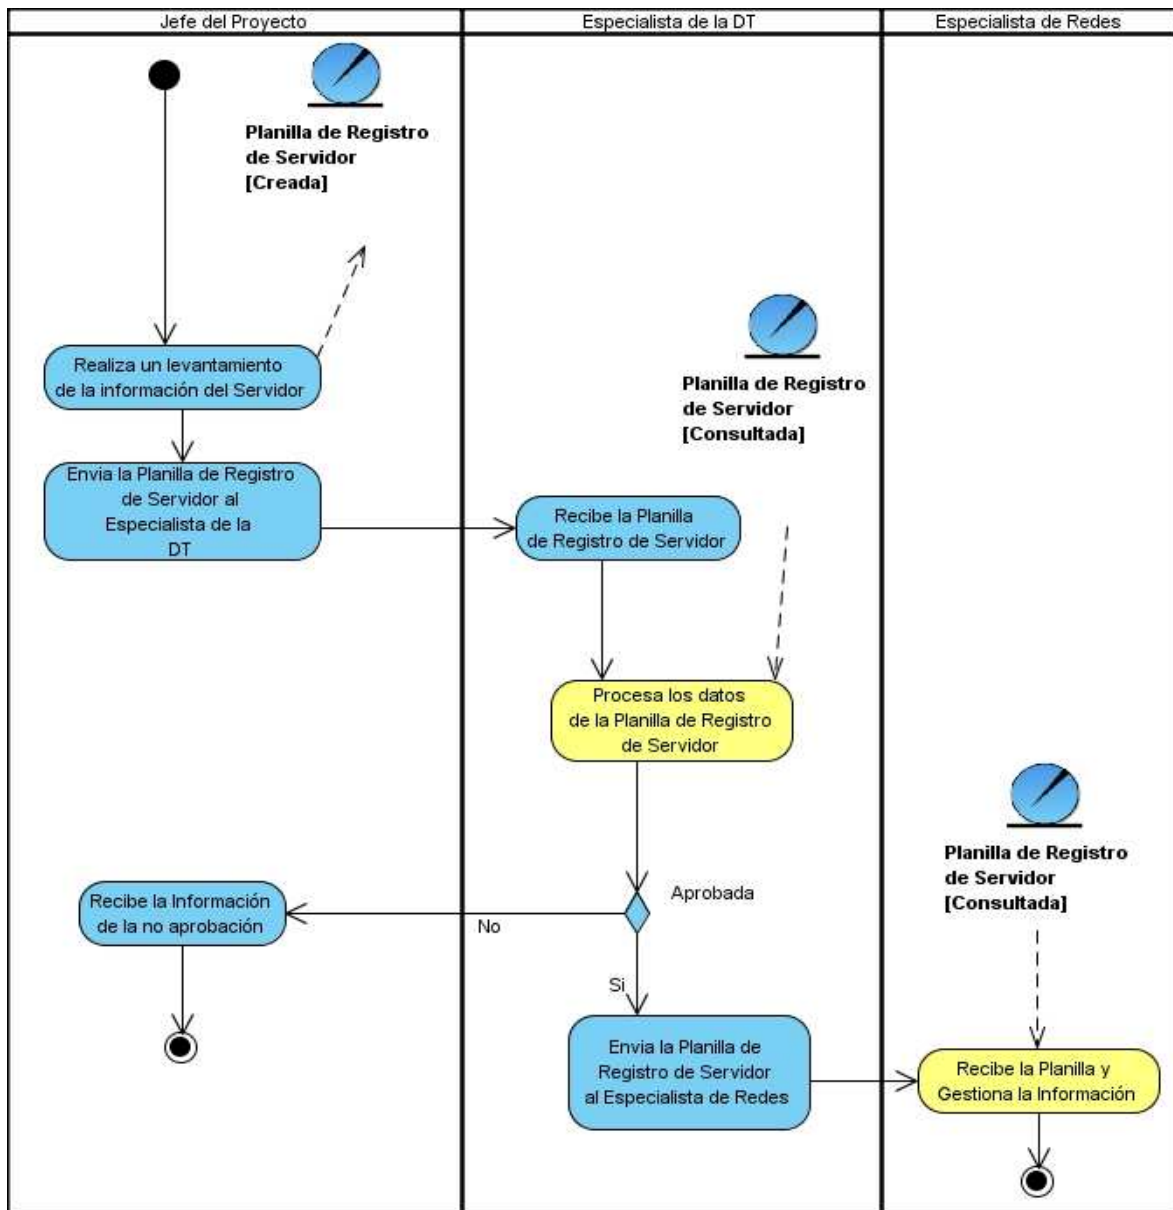 Jefe del Proyecto
Especialista de la DT
Especialista de Redes
Planilla de Registro
de Servidor
[Creada]
Realiza un levantamiento
de la información del Servidor
Planilla de Registro
de Servidor
[Consultada]
Envia la Planilla de Registro
de Servidor al
Especialista de la
DT
Recibe la Planilla
de Registro de Servidor
Procesa los datos
de la Planilla de Registro
de Servidor
Planilla de Registro
de Servidor
[Consultada]
Aprobada
Recibe la Información
de la no aprobación
No
Si
Envia la Planilla de
Registro de Servidor
al Especialista de Redes
Recibe la Planilla y
Gestiona la Información